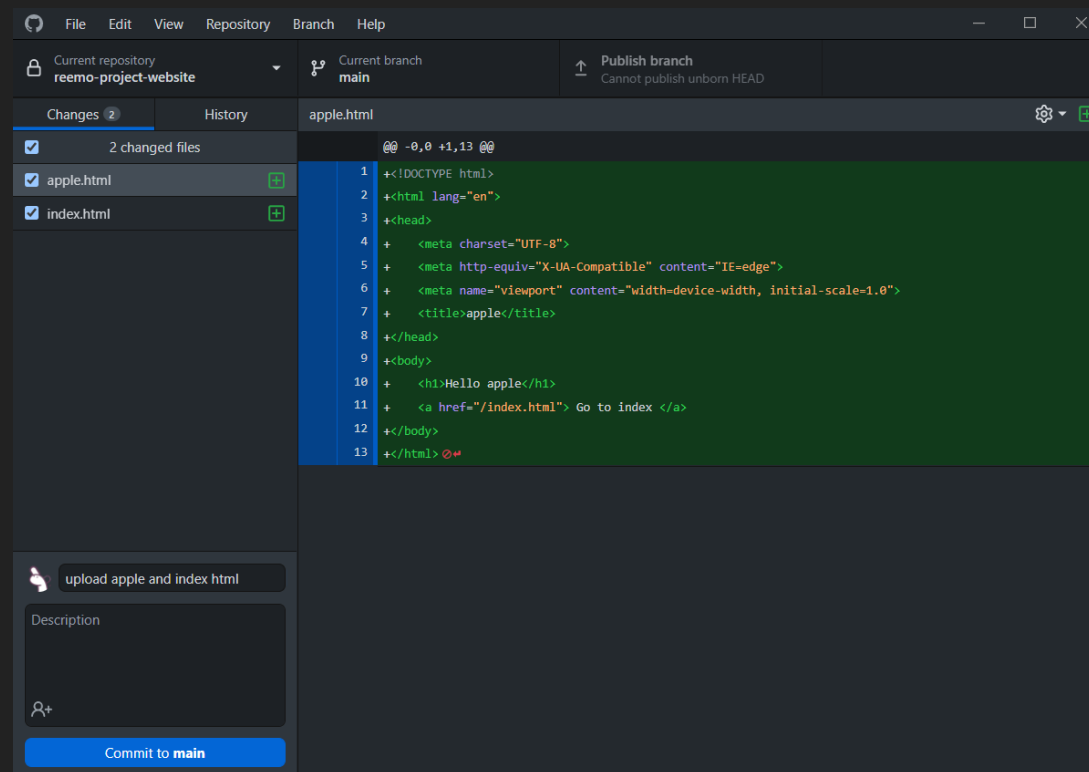 File Edit View Repository Branch Help
Current repository
reemo-project-website
Current branch
main
Publish branch
Cannot publish unborn HEAD
Changes 2
History
apple.html
2 changed files
apple.html
index.html
@@ -0,0 +1,13 @@
1 +<!DOCTYPE html>
2 +<html lang="en">
3 +<head>
4 +    <meta charset="UTF-8">
5 +    <meta http-equiv="X-UA-Compatible" content="IE=edge">
6 +    <meta name="viewport" content="width=device-width, initial-scale=1.0">
7 +    <title>apple</title>
8 +</head>
9 +<body>
10 +    <h1>Hello apple</h1>
11 +    <a href="/index.html"> Go to index </a>
12 +</body>
13 +</html>
upload apple and index html
Description
Commit to main